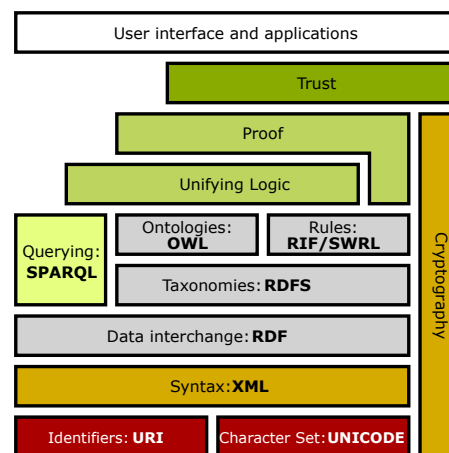 User interface and applications
Trust
Proof
Unifying Logic
Querying:
SPARQL
Ontologies:
OWL
Rules:
RIF/SWRL
Taxonomies: RDFS
Data interchange: RDF
Syntax: XML
Identifiers: URI
Character Set: UNICODE
Cryptography